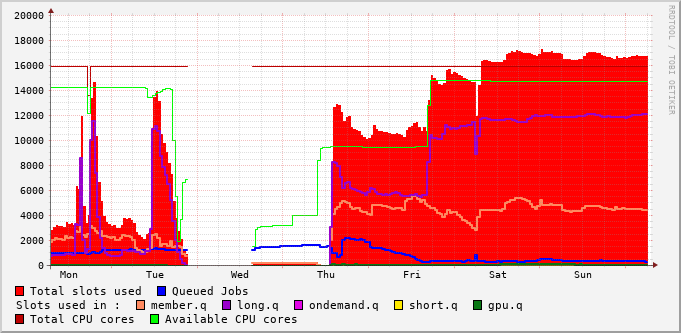 20000
18000
16000
14000
12000
10000
8000
6000
4000
2000
0
Mon Tue Wed Thu Fri Sat Sun
RRDTOOL / TOBI OETIKER
Total slots used Queued Jobs
Slots used in : member.q long.q ondemand.q short.q gpu.q
Total CPU cores Available CPU cores